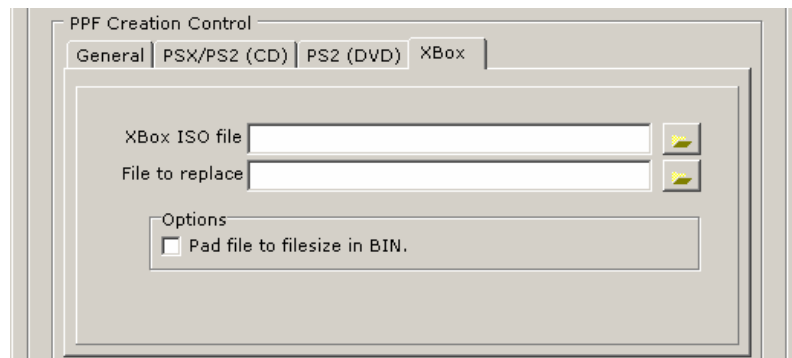 PPF Creation Control
General PSX/PS2 (CD) PS2 (DVD) XBox
XBox ISO file
File to replace
Options
Pad file to filesize in BIN.